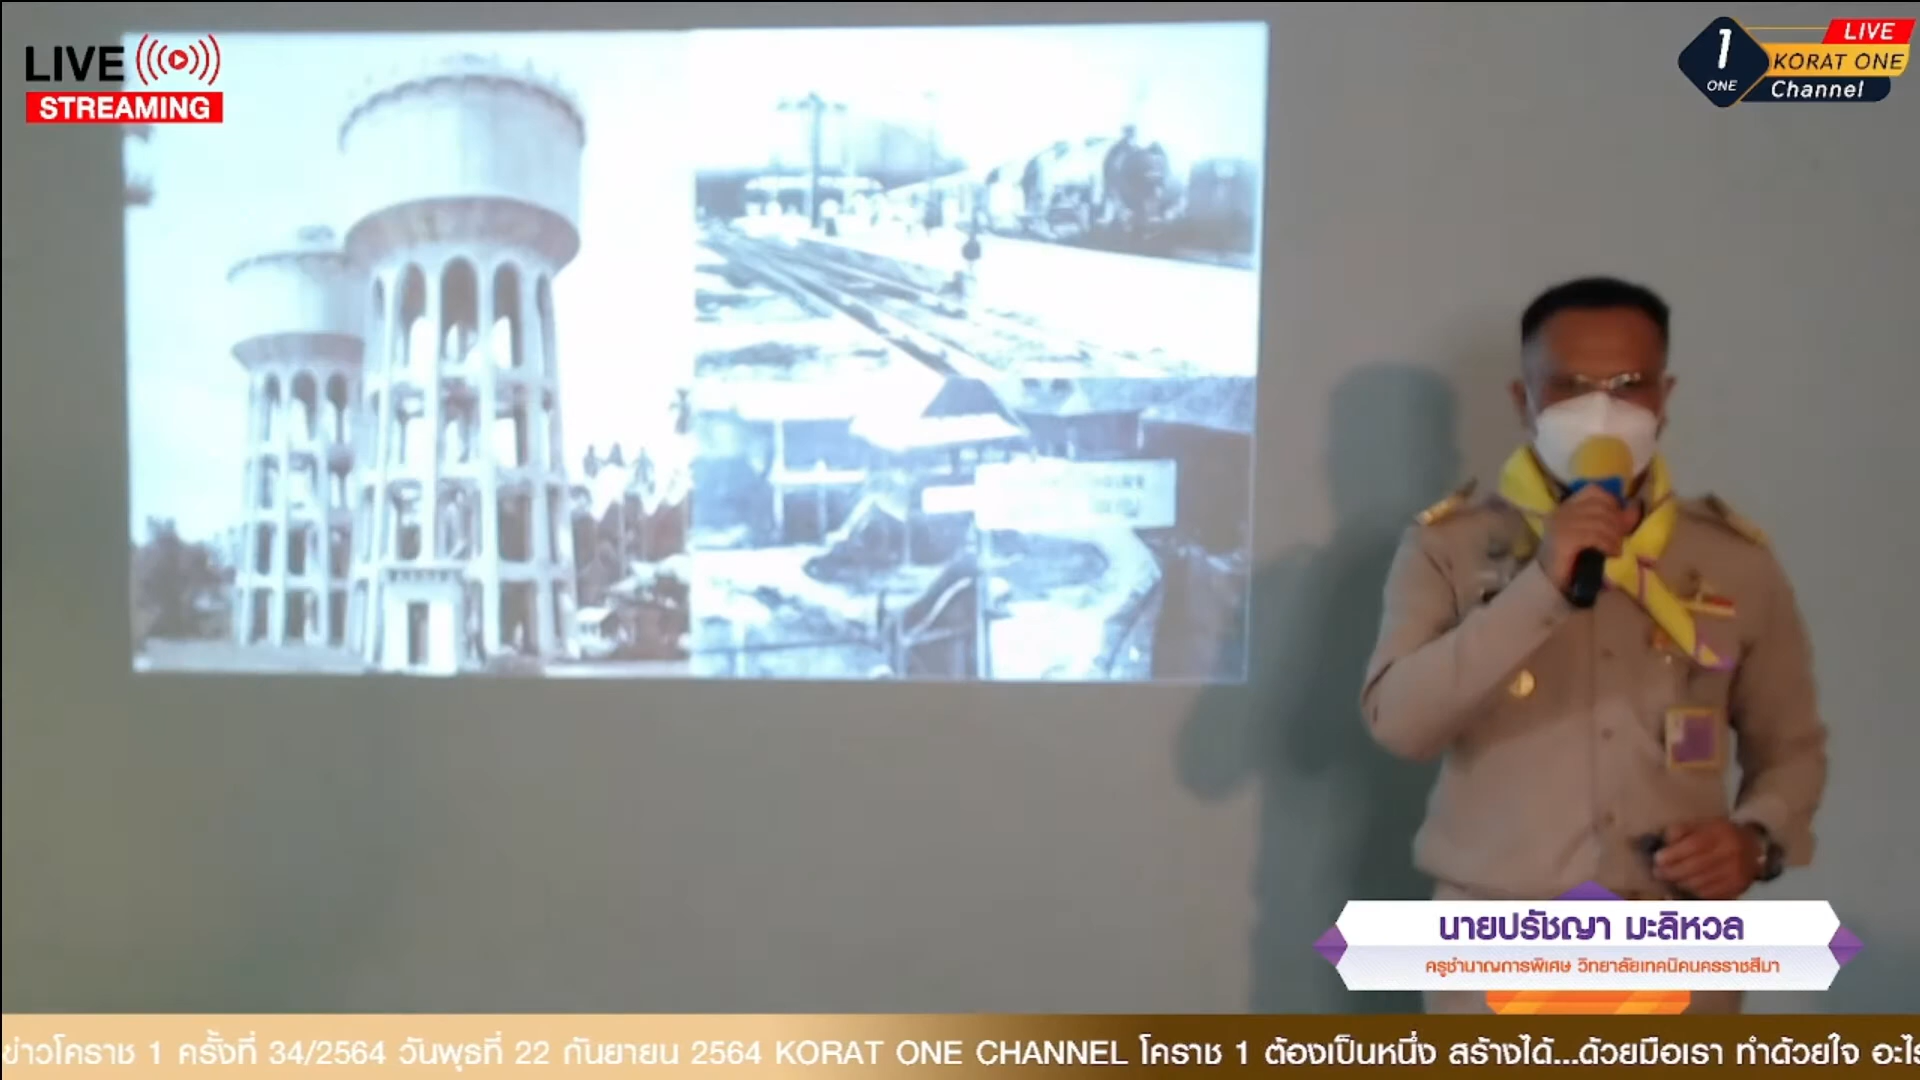 LIVE
STREAMING
1
ONE
LIVE
KORAT ONE
Channel
นายปรัชญา มะลิหวล
ครูชำนาญการพิเศษ วิทยาลัยเทคนิคนครราชสีมา
ข่าวโคราช 1 ครั้งที่ 34/2564 วันพุธที่ 22 กันยายน 2564 KORAT ONE CHANNEL โคราช 1 ต้องเป็นหนึ่ง สร้างได้...ด้วยมือเรา ทำด้วยใจ